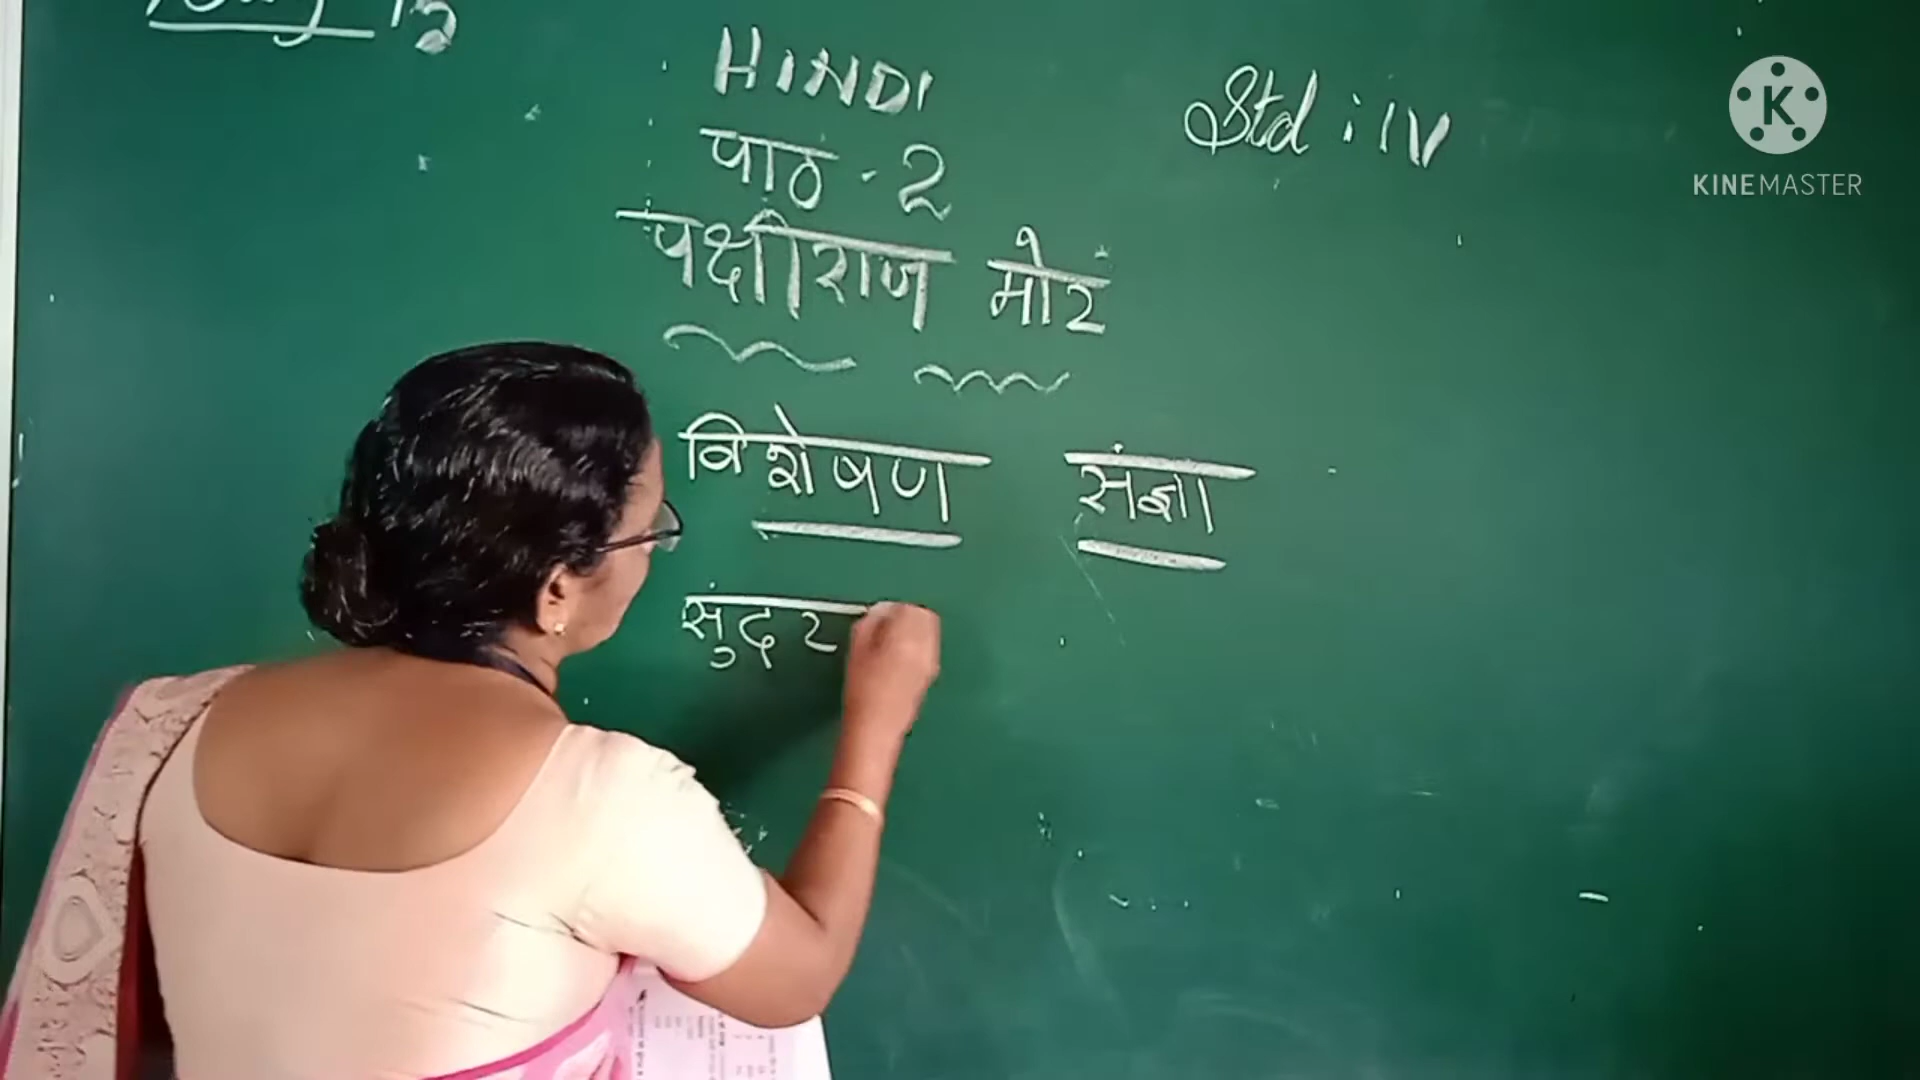 HINDI
Std : IV
पाठ - 2
पक्षीराज मोर
विशेषण संज्ञा
सुंदर
K
KINEMASTER